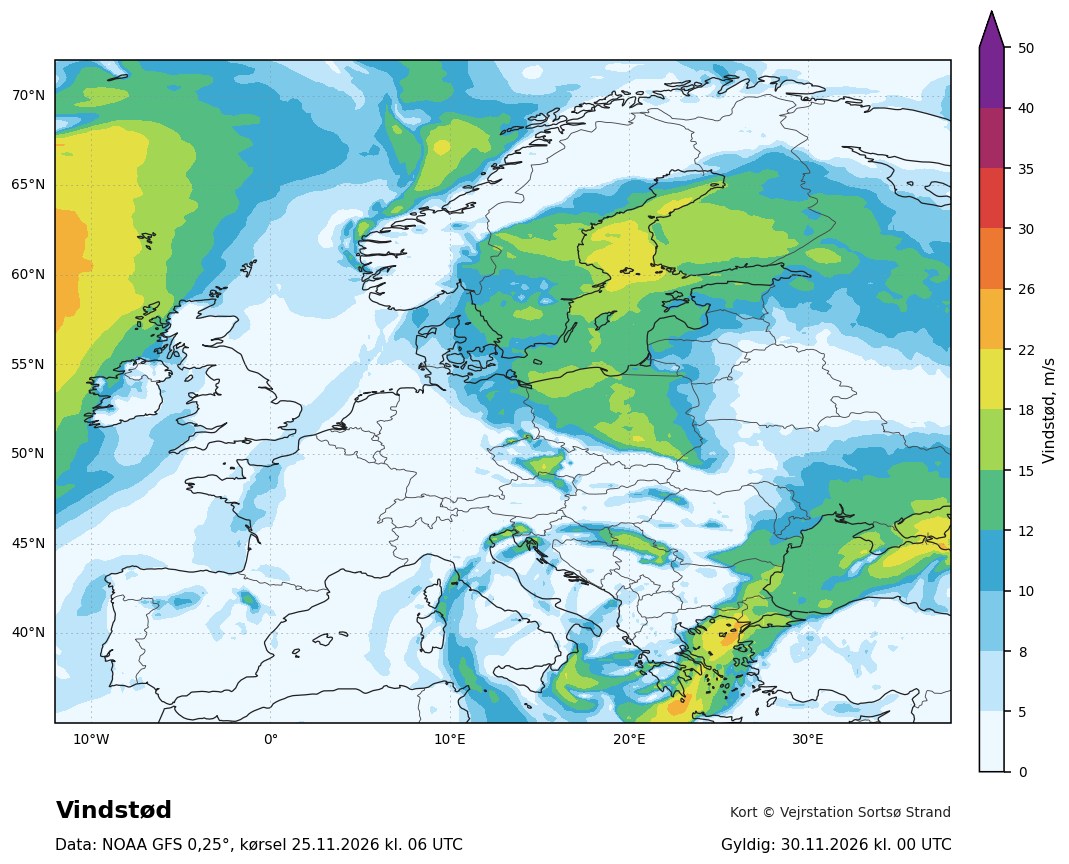 50
40
35
30
26
22
18
15
12
10
8
5
0
Vindstød, m/s
70°N
65°N
60°N
55°N
50°N
45°N
40°N
10°W
0°
10°E
20°E
30°E
Vindstød
Kort © Vejrstation Sortsø Strand
Data: NOAA GFS 0,25°, kørsel 25.11.2026 kl. 06 UTC
Gyldig: 30.11.2026 kl. 00 UTC